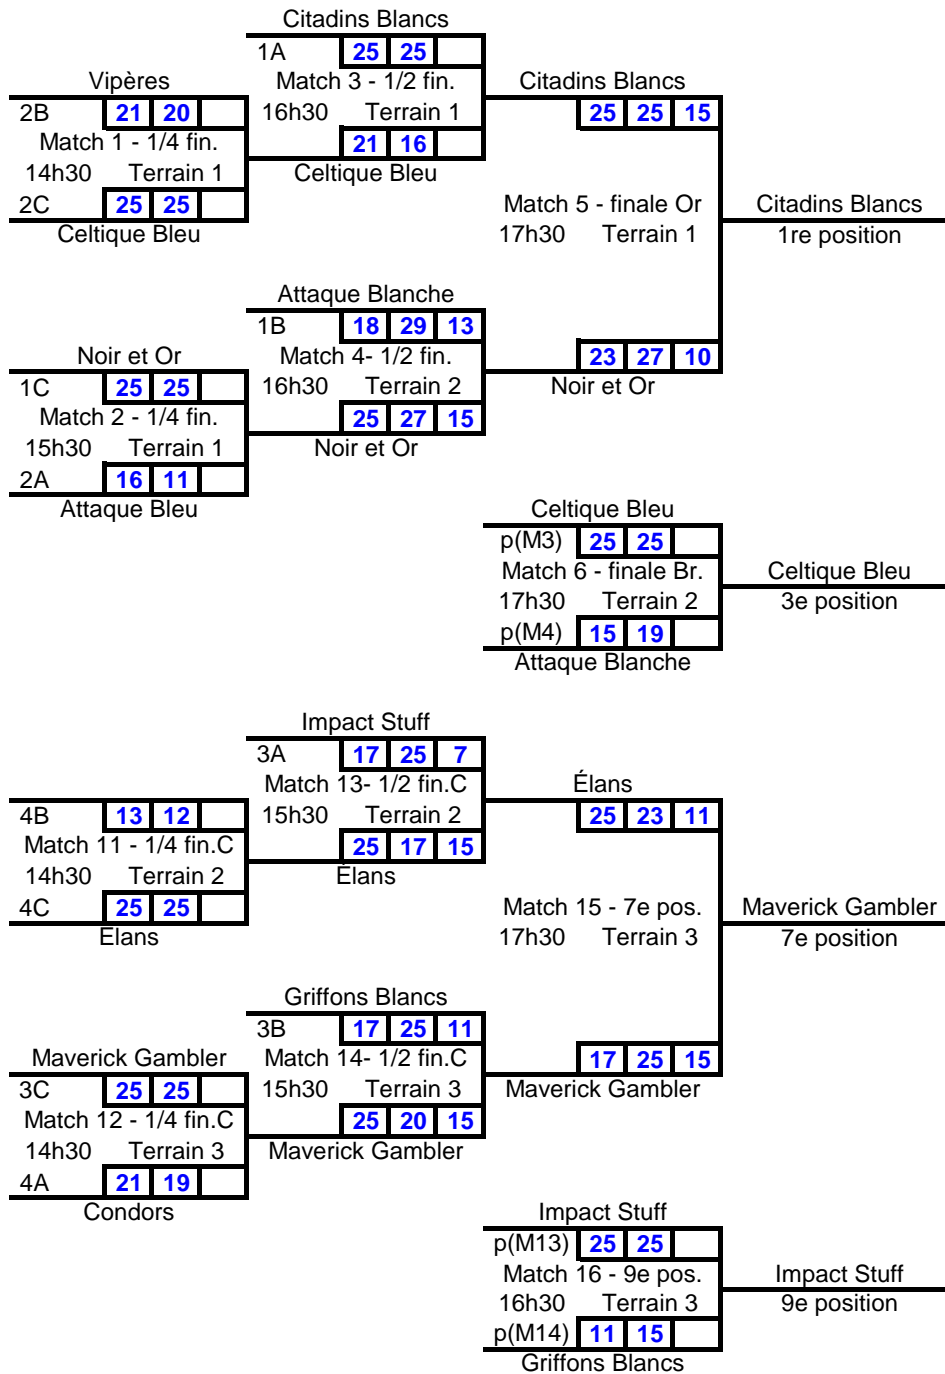 Citadins Blancs
1A 25 25
Match 3 - 1/2 fin.
16h30 Terrain 1
21 16
Celtique Bleu
Vipères
2B 21 20
Match 1 - 1/4 fin.
14h30 Terrain 1
2C 25 25
Celtique Bleu
Citadins Blancs
25 25 15
Match 5 - finale Or
17h30 Terrain 1
23 27 10
Noir et Or
Citadins Blancs
1re position
Attaque Blanche
1B 18 29 13
Match 4- 1/2 fin.
16h30 Terrain 2
25 27 15
Noir et Or
Noir et Or
1C 25 25
Match 2 - 1/4 fin.
15h30 Terrain 1
2A 16 11
Attaque Bleu
Celtique Bleu
p(M3) 25 25
Match 6 - finale Br.
17h30 Terrain 2
p(M4) 15 19
Attaque Blanche
Celtique Bleu
3e position
Impact Stuff
3A 17 25 7
Match 13- 1/2 fin.C
15h30 Terrain 2
25 17 15
Élans
4B 13 12
Match 11 - 1/4 fin.C
14h30 Terrain 2
4C 25 25
Élans
Élans
25 23 11
Match 15 - 7e pos.
17h30 Terrain 3
17 25 15
Maverick Gambler
Maverick Gambler
7e position
Griffons Blancs
3B 17 25 11
Match 14- 1/2 fin.C
15h30 Terrain 3
25 20 15
Maverick Gambler
Maverick Gambler
3C 25 25
Match 12 - 1/4 fin.C
14h30 Terrain 3
4A 21 19
Condors
Impact Stuff
p(M13) 25 25
Match 16 - 9e pos.
16h30 Terrain 3
p(M14) 11 15
Griffons Blancs
Impact Stuff
9e position